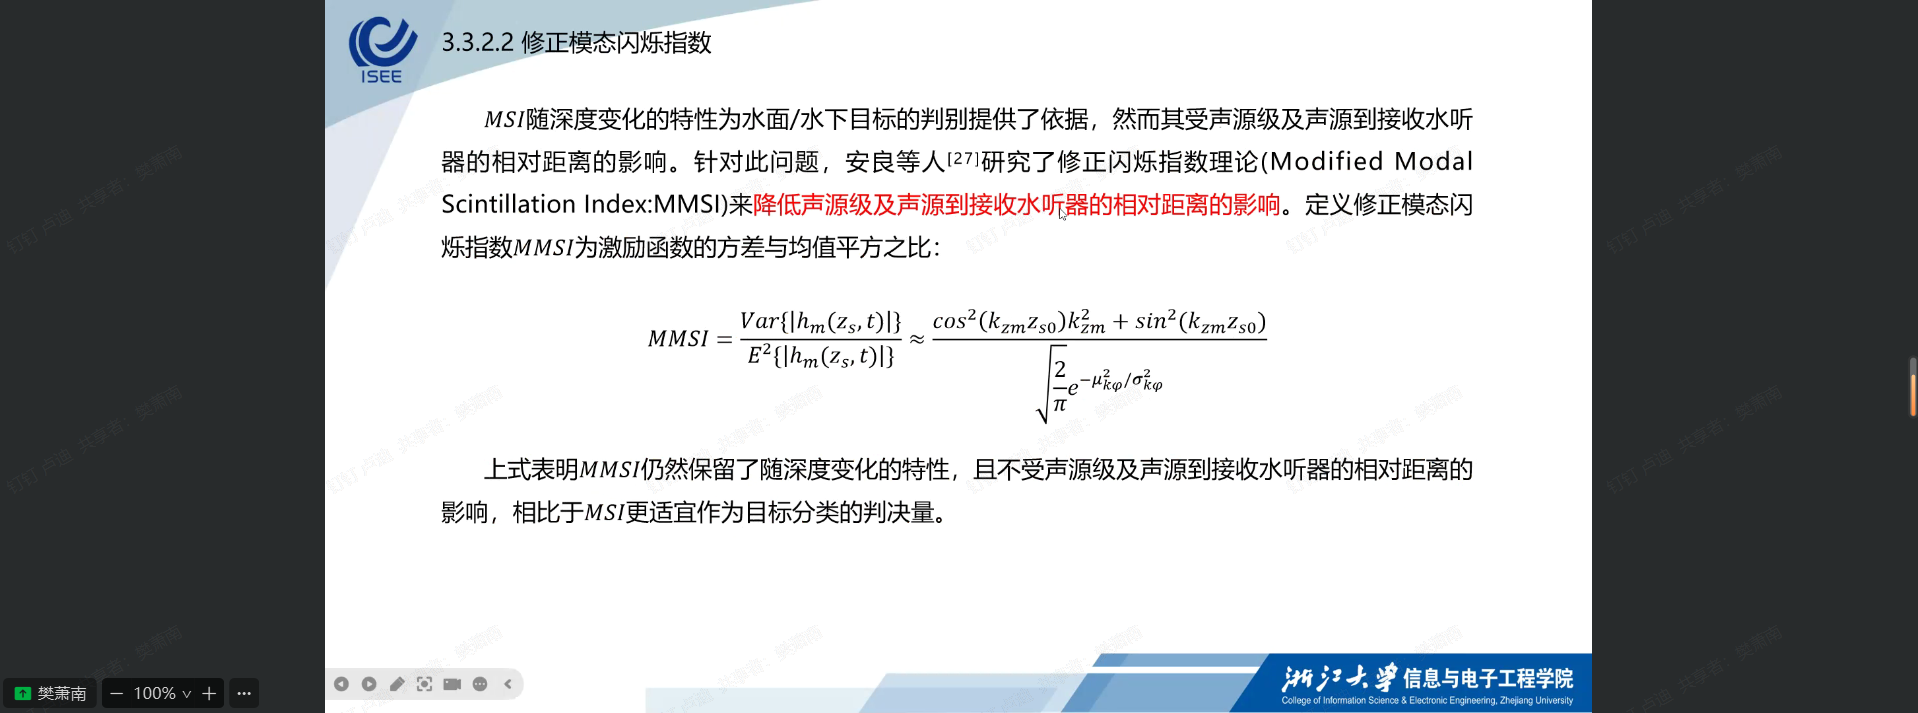 ISEE
3.3.2.2 修正模态闪烁指数
MSI随深度变化的特性为水面/水下目标的判别提供了依据，然而其受声源级及声源到接收水听
器的相对距离的影响。针对此问题，安良等人[27]研究了修正闪烁指数理论(Modified Modal
Scintillation Index:MMSI)来降低声源级及声源到接收水听器的相对距离的影响。定义修正模态闪
烁指数MMSI为激励函数的方差与均值平方之比：
MMSI = Var{|h_m(z_s, t)|} / E²{|h_m(z_s, t)|} ≈ (cos²(k_zm z_s0)k²_zm + sin²(k_zm z_s0)) / √(2/π) e^(−μ²_kφ/σ²_kφ)
上式表明MMSI仍然保留了随深度变化的特性，且不受声源级及声源到接收水听器的相对距离的
影响，相比于MSI更适宜作为目标分类的判决量。
樊萧南
100%
浙江大学 信息与电子工程学院
College of Information Science & Electronic Engineering, Zhejiang University